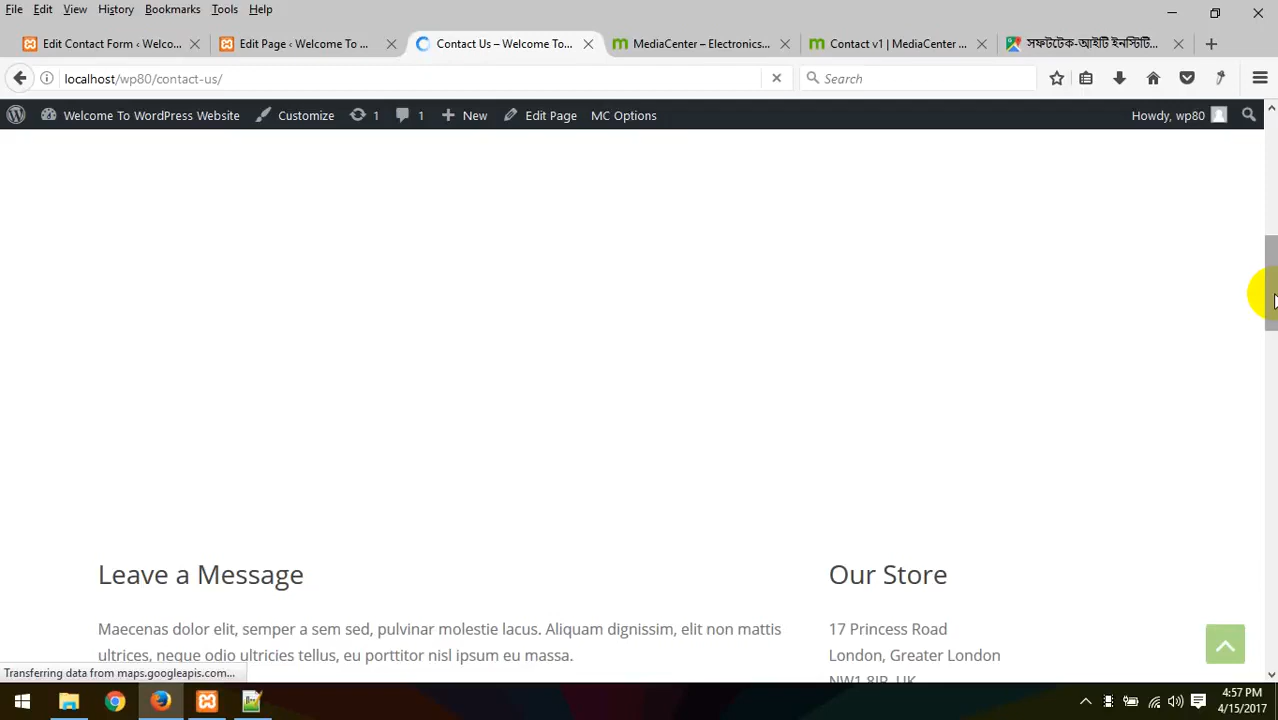 File Edit View History Bookmarks Tools Help
Edit Contact Form ‹ Welco...
Edit Page ‹ Welcome To ...
Contact Us – Welcome To...
MediaCenter – Electronics...
Contact v1 | MediaCenter ...
সফটটেক-আইটি ইনস্টিটি...
localhost/wp80/contact-us/
Search
Welcome To WordPress Website
Customize
1
1
New
Edit Page
MC Options
Howdy, wp80
Leave a Message
Our Store
Maecenas dolor elit, semper a sem sed, pulvinar molestie lacus. Aliquam dignissim, elit non mattis
ultrices, neque odio ultricies tellus, eu porttitor nisl ipsum eu massa.
17 Princess Road
London, Greater London
NW1 8JR, UK
Transferring data from maps.googleapis.com...
4:57 PM
4/15/2017